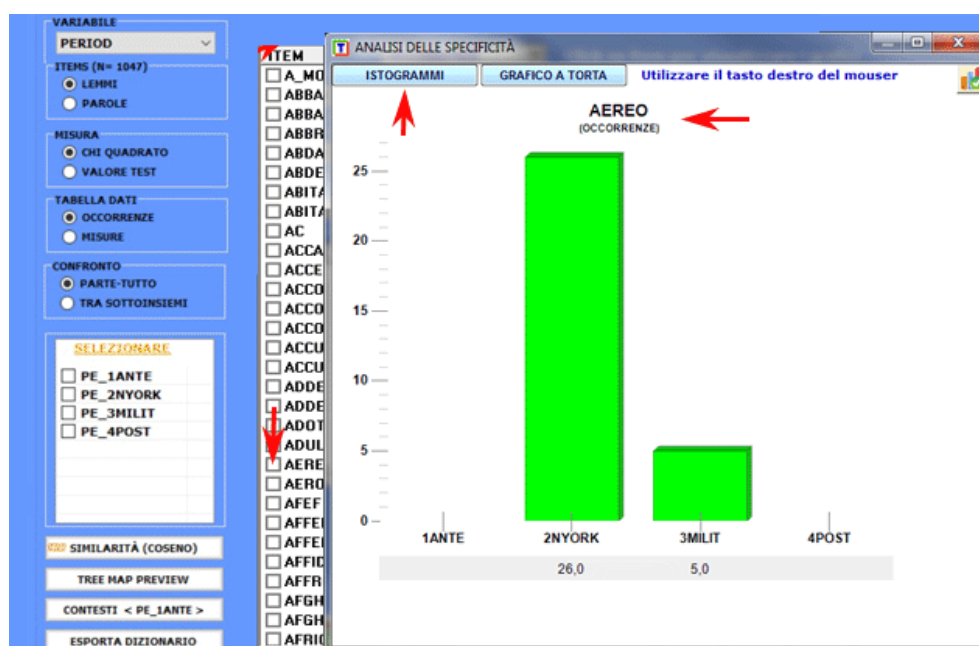 VARIABILE
PERIOD
ITEMS (N= 1047)
LEMMI
PAROLE
MISURA
CHI QUADRATO
VALORE TEST
TABELLA DATI
OCCORRENZE
MISURE
CONFRONTO
PARTE-TUTTO
TRA SOTTOINSIEMI
SELEZIONARE
PE_1ANTE
PE_2NYORK
PE_3MILIT
PE_4POST
SIMILARITÀ (COSENO)
TREE MAP PREVIEW
CONTESTI < PE_1ANTE >
ESPORTA DIZIONARIO
ITEM
A_MO
ABBA
ABBA
ABBR
ABDA
ABDE
ABITA
ABITA
AC
ACCA
ACCE
ACCO
ACCO
ACCO
ACCU
ACCU
ADDE
ADDE
ADOT
ADUL
AERE
AERO
AFEF
AFFE
AFFE
AFFID
AFFR
AFGH
AFGH
AFRIC
T ANALISI DELLE SPECIFICITÀ
ISTOGRAMMI GRAFICO A TORTA Utilizzare il tasto destro del mouser
AEREO
(OCCORRENZE)
25
20
15
10
5
0
1ANTE 2NYORK 3MILIT 4POST
26,0 5,0